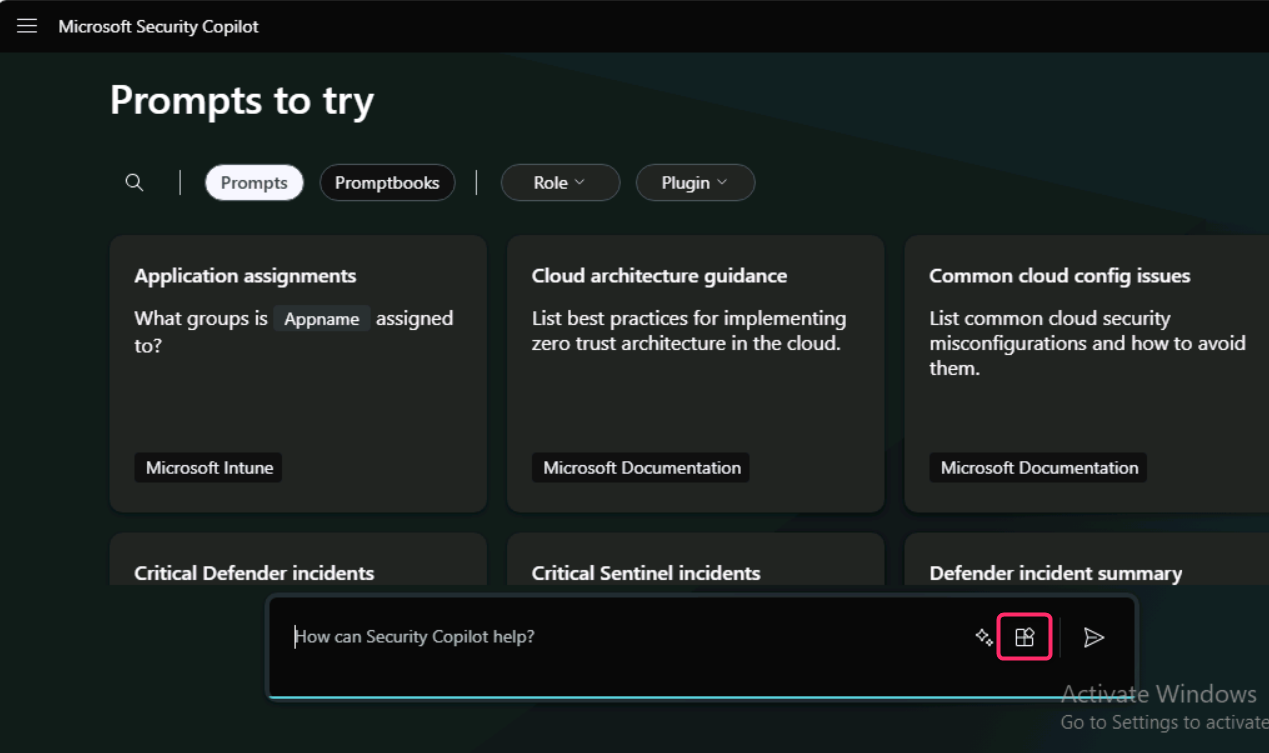 Microsoft Security Copilot
Prompts to try
Prompts
Promptbooks
Role
Plugin
Application assignments
What groups is Appname assigned
to?
Microsoft Intune
Cloud architecture guidance
List best practices for implementing
zero trust architecture in the cloud.
Microsoft Documentation
Common cloud config issues
List common cloud security
misconfigurations and how to avoid
them.
Microsoft Documentation
Critical Defender incidents
Critical Sentinel incidents
Defender incident summary
How can Security Copilot help?
Activate Windows
Go to Settings to activate